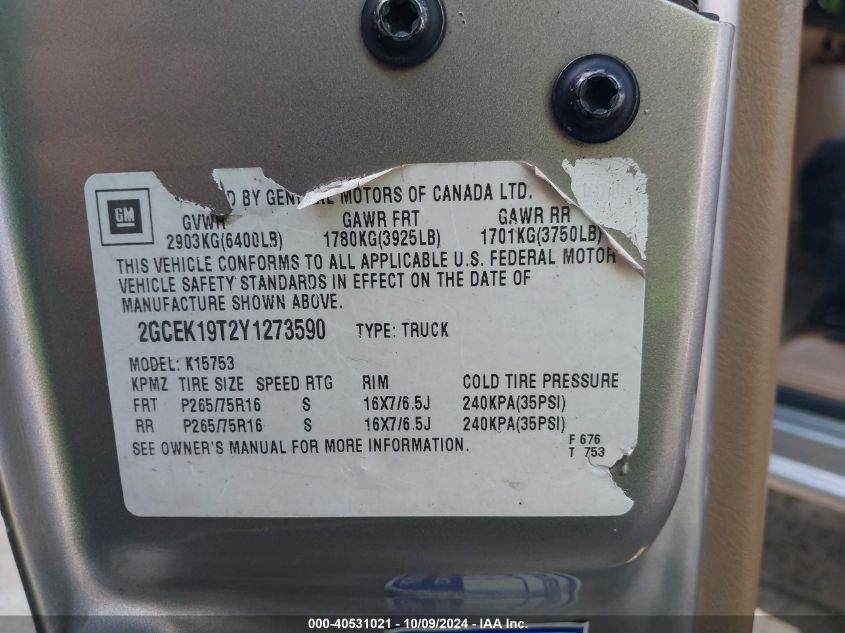 GM
D BY GEN L MOTORS OF CANADA LTD.
GVWR GAWR FRT GAWR RR
2903KG(6400LB) 1780KG(3925LB) 1701KG(3750LB)
THIS VEHICLE CONFORMS TO ALL APPLICABLE U.S. FEDERAL MOTOR
VEHICLE SAFETY STANDARDS IN EFFECT ON THE DATE OF
MANUFACTURE SHOWN ABOVE.
2GCEK19T2Y1273590 TYPE: TRUCK
MODEL: K15753
KPMZ TIRE SIZE SPEED RTG RIM COLD TIRE PRESSURE
FRT P265/75R16 S 16X7/6.5J 240KPA(35PSI)
RR P265/75R16 S 16X7/6.5J 240KPA(35PSI)
SEE OWNER'S MANUAL FOR MORE INFORMATION.
F 676
T 753
000-40531021 - 10/09/2024 - IAA Inc.